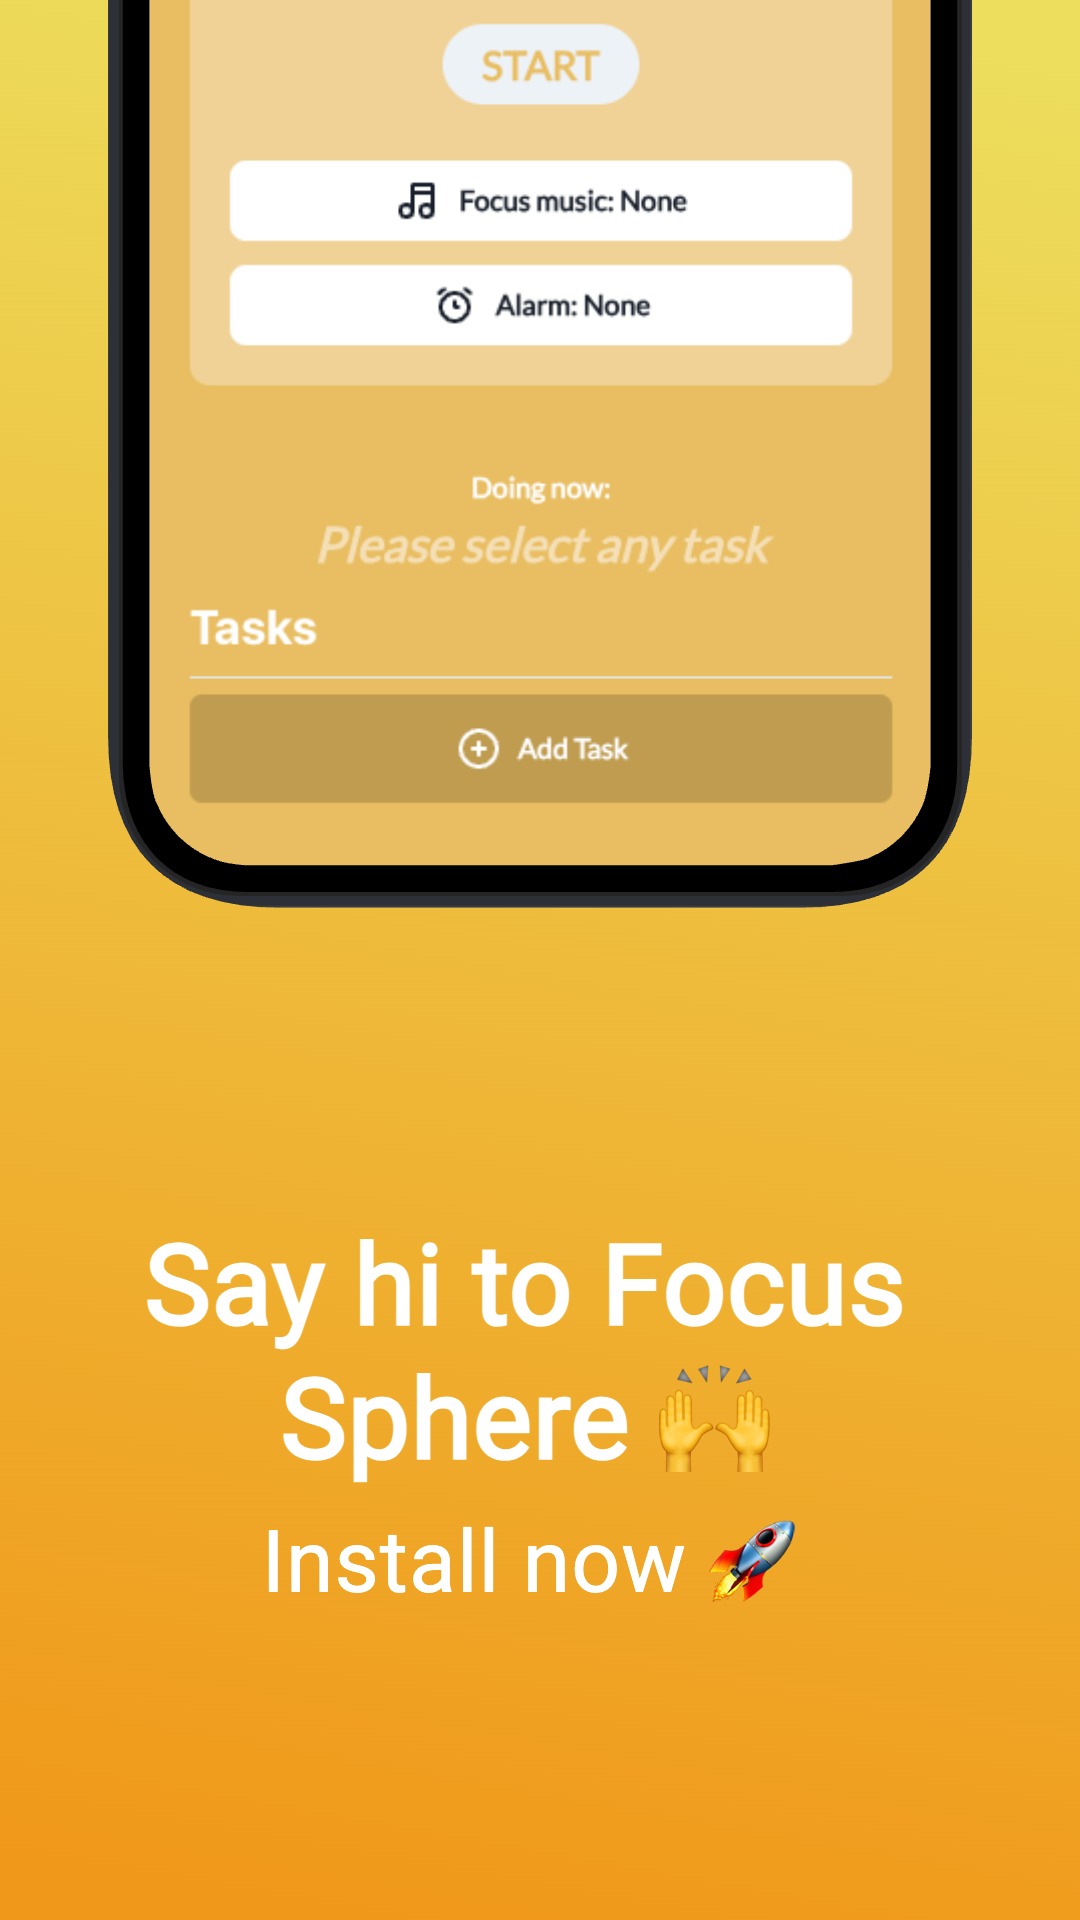 START
Focus music: None
Alarm: None
Doing now:
Please select any task
Tasks
Add Task
Say hi to Focus
Sphere 🙌
Install now 🚀